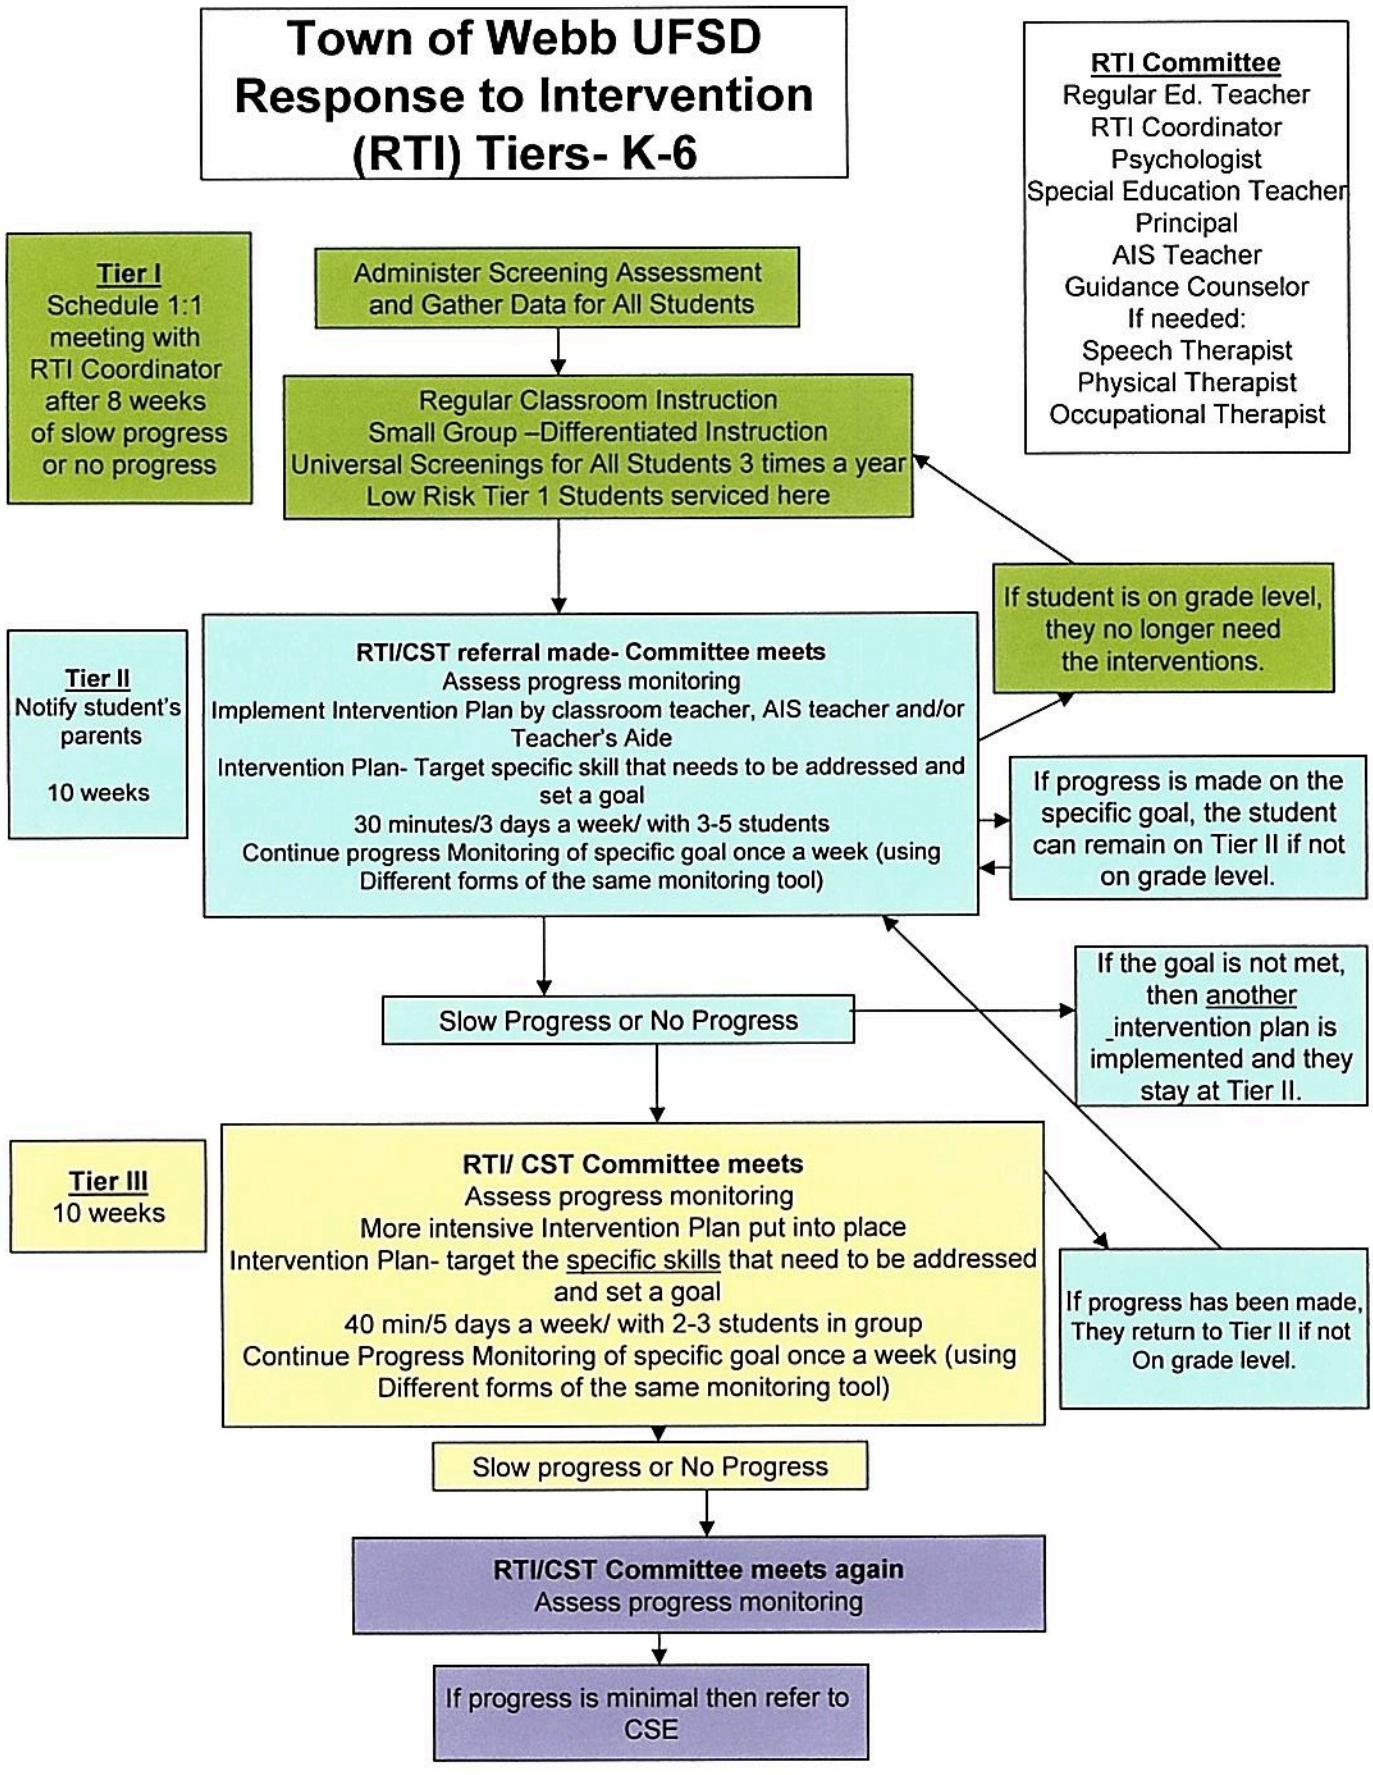 Town of Webb UFSD
Response to Intervention
(RTI) Tiers- K-6
RTI Committee
Regular Ed. Teacher
RTI Coordinator
Psychologist
Special Education Teacher
Principal
AIS Teacher
Guidance Counselor
If needed:
Speech Therapist
Physical Therapist
Occupational Therapist
Tier I
Schedule 1:1
meeting with
RTI Coordinator
after 8 weeks
of slow progress
or no progress
Administer Screening Assessment
and Gather Data for All Students
Regular Classroom Instruction
Small Group –Differentiated Instruction
Universal Screenings for All Students 3 times a year
Low Risk Tier 1 Students serviced here
If student is on grade level,
they no longer need
the interventions.
Tier II
Notify student's
parents
10 weeks
RTI/CST referral made- Committee meets
Assess progress monitoring
Implement Intervention Plan by classroom teacher, AIS teacher and/or
Teacher's Aide
Intervention Plan- Target specific skill that needs to be addressed and
set a goal
30 minutes/3 days a week/ with 3-5 students
Continue progress Monitoring of specific goal once a week (using
Different forms of the same monitoring tool)
If progress is made on the
specific goal, the student
can remain on Tier II if not
on grade level.
Slow Progress or No Progress
If the goal is not met,
then another
intervention plan is
implemented and they
stay at Tier II.
Tier III
10 weeks
RTI/ CST Committee meets
Assess progress monitoring
More intensive Intervention Plan put into place
Intervention Plan- target the specific skills that need to be addressed
and set a goal
40 min/5 days a week/ with 2-3 students in group
Continue Progress Monitoring of specific goal once a week (using
Different forms of the same monitoring tool)
If progress has been made,
They return to Tier II if not
On grade level.
Slow progress or No Progress
RTI/CST Committee meets again
Assess progress monitoring
If progress is minimal then refer to
CSE